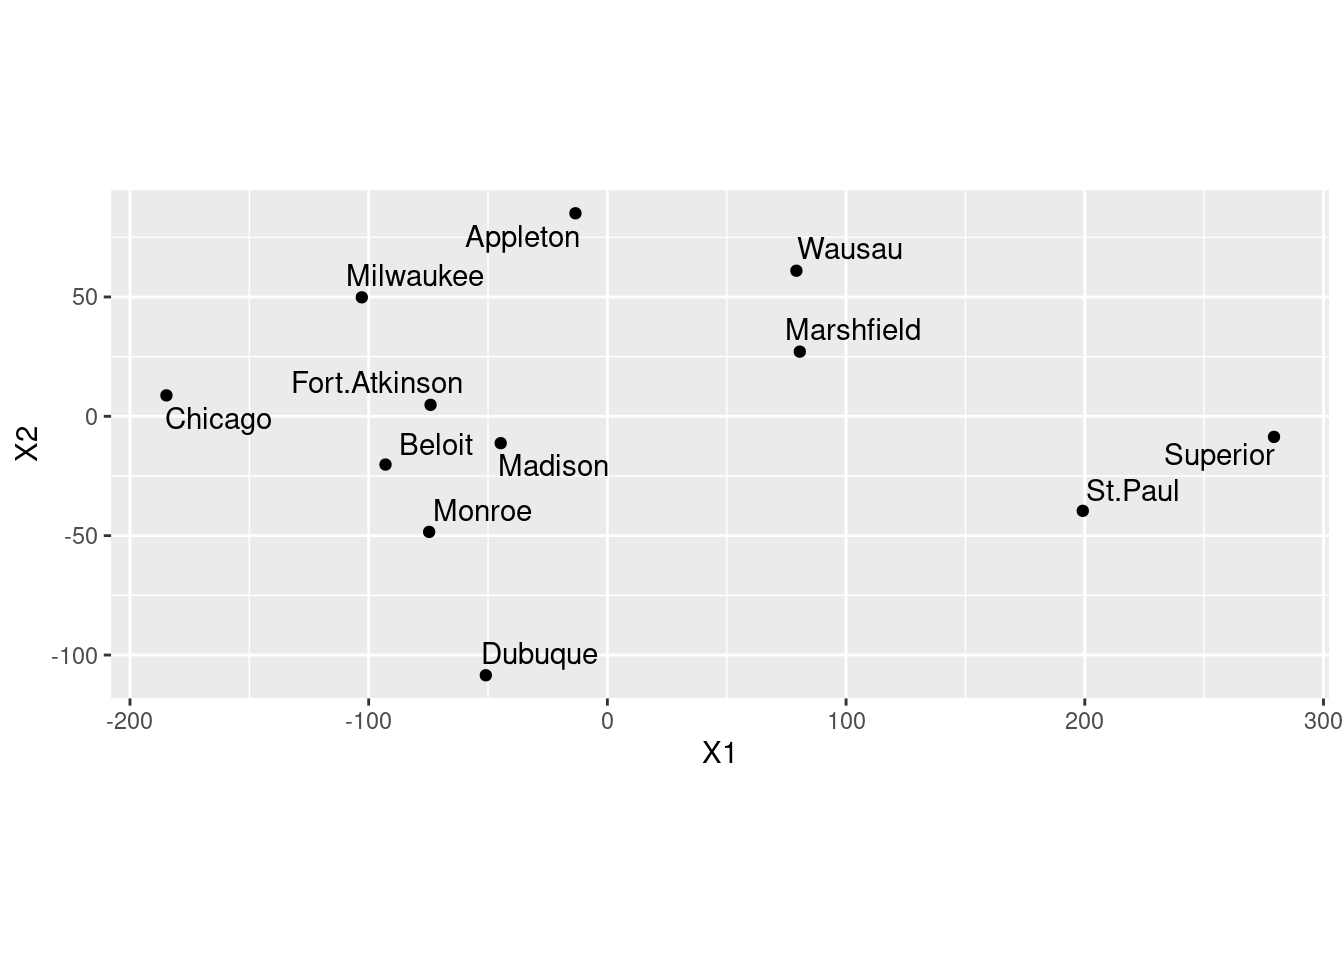 Appleton
Wausau
Milwaukee
Marshfield
Fort.Atkinson
Chicago
Beloit
Madison
Superior
St.Paul
Monroe
Dubuque
50
0
-50
-100
X2
-200
-100
0
100
200
300
X1